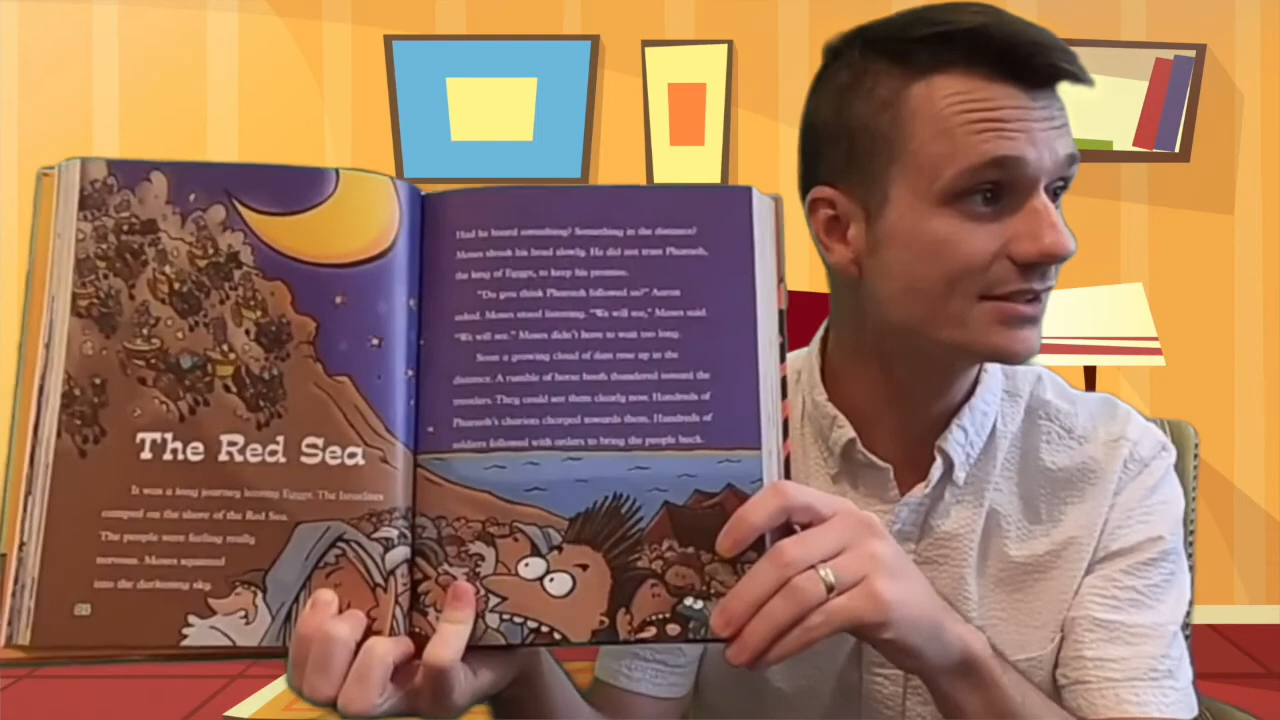 The Red Sea
It was a long journey leaving Egypt. The Israelites
camped on the shore of the Red Sea.
The people were feeling really
nervous. Moses squinted
into the darkening sky.
Had he heard something? Something in the distance?
Moses shook his head slowly. He did not trust Pharaoh,
the king of Egypt, to keep his promise.
"Do you think Pharaoh followed us?" Aaron
asked. Moses stood listening. "We will see," Moses said.
"We will see." Moses didn't have to wait too long.
Soon a growing cloud of dust rose up in the
distance. A rumble of horse hoofs thundered toward the
travelers. They could see them clearly now. Hundreds of
Pharaoh's chariots charged towards them. Hundreds of
soldiers followed with orders to bring the people back.